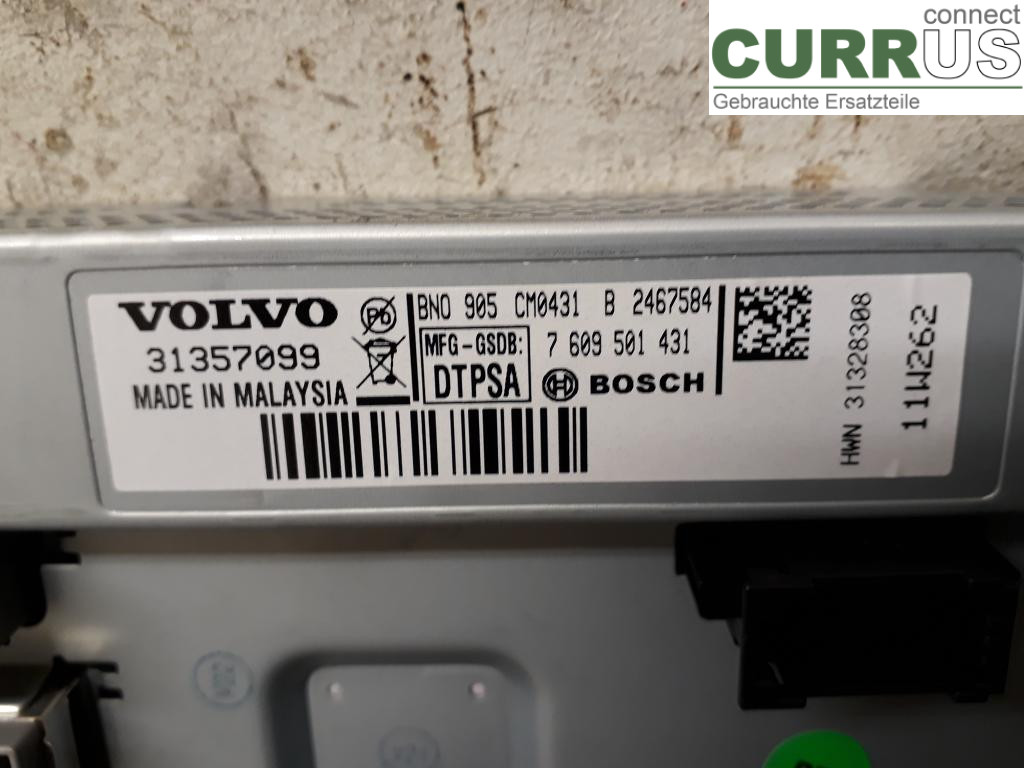 connect
CURRUS
Gebrauchte Ersatzteile
VOLVO
31357099
MADE IN MALAYSIA
Pb
BNO 905 CM0431 B 2467584
MFG-GSDB:
DTPSA
7 609 501 431
BOSCH
HWN 31328308
11W262